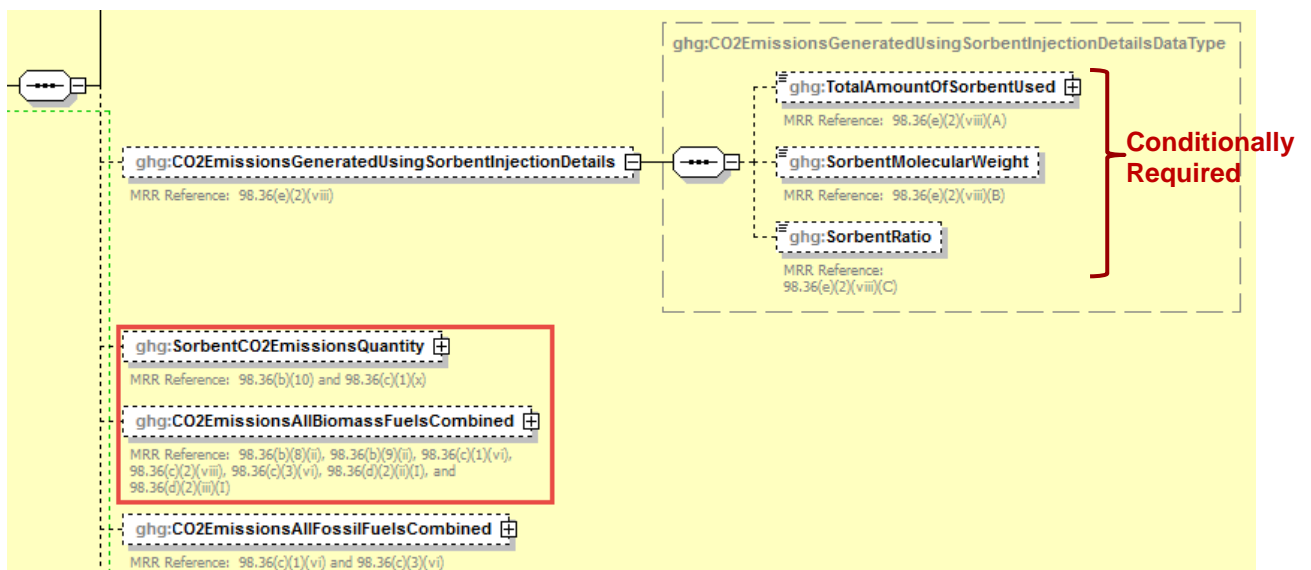 ghg:CO2EmissionsGeneratedUsingSorbentInjectionDetailsDataType
ghg:TotalAmountOfSorbentUsed
MRR Reference: 98.36(e)(2)(viii)(A)
Conditionally
Required
ghg:CO2EmissionsGeneratedUsingSorbentInjectionDetails
MRR Reference: 98.36(e)(2)(viii)
ghg:SorbentMolecularWeight
MRR Reference: 98.36(e)(2)(viii)(B)
ghg:SorbentRatio
MRR Reference:
98.36(e)(2)(viii)(C)
ghg:SorbentCO2EmissionsQuantity
MRR Reference: 98.36(b)(10) and 98.36(c)(1)(x)
ghg:CO2EmissionsAllBiomassFuelsCombined
MRR Reference: 98.36(b)(8)(ii), 98.36(b)(9)(ii), 98.36(c)(1)(vi),
98.36(c)(2)(viii), 98.36(c)(3)(vi), 98.36(d)(2)(ii)(I), and
98.36(d)(2)(iii)(I)
ghg:CO2EmissionsAllFossilFuelsCombined
MRR Reference: 98.36(c)(1)(vi) and 98.36(c)(3)(vi)